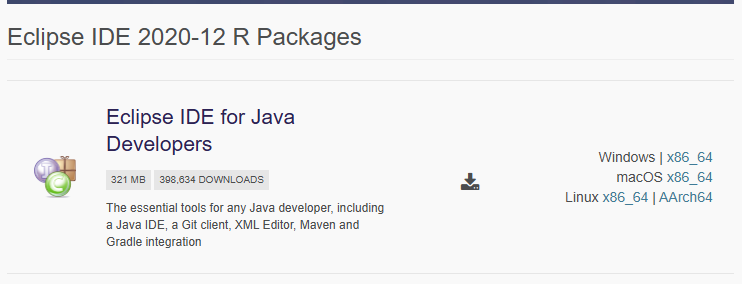 Eclipse IDE 2020-12 R Packages
Eclipse IDE for Java
Developers
321 MB 398,634 DOWNLOADS
The essential tools for any Java developer, including
a Java IDE, a Git client, XML Editor, Maven and
Gradle integration
Windows | x86_64
macOS x86_64
Linux x86_64 | AArch64